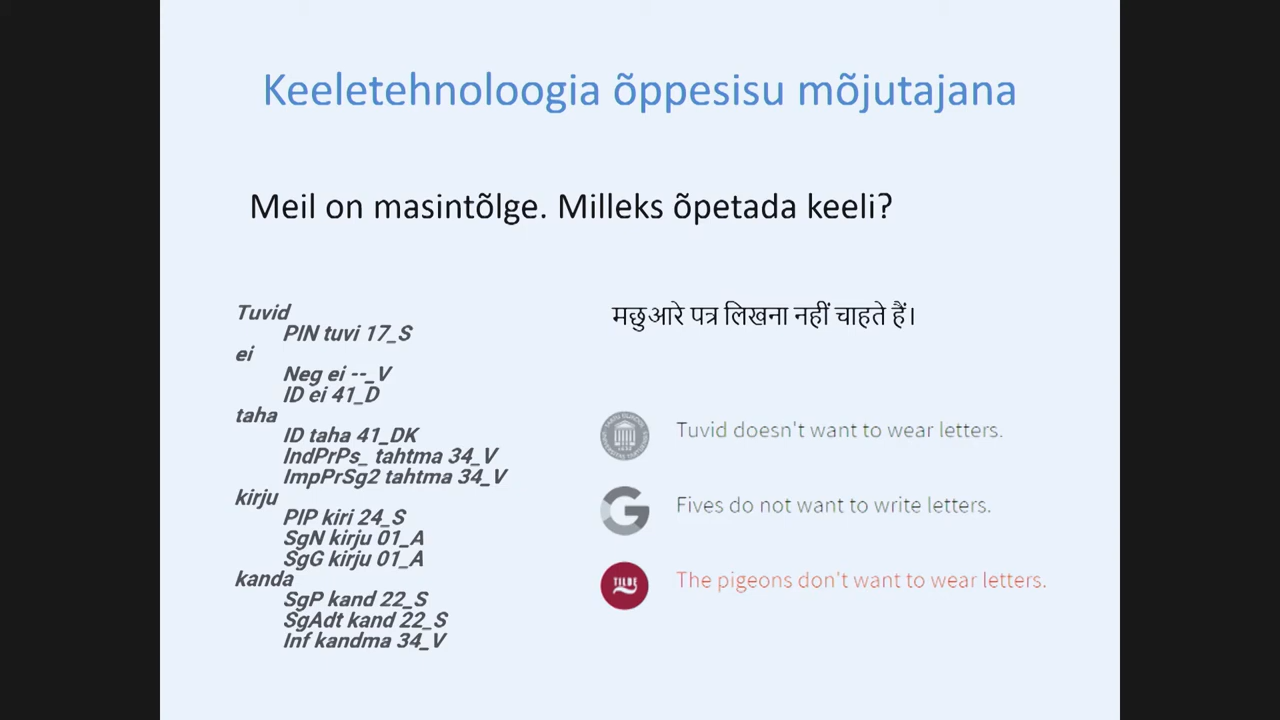 Keeletehnoloogia õppesisu mõjutajana
Meil on masintõlge. Milleks õpetada keeli?
Tuvid
PlN tuvi 17_S
ei
Neg ei --_V
ID ei 41_D
taha
ID taha 41_DK
IndPrPs_ tahtma 34_V
ImpPrSg2 tahtma 34_V
kirju
PlP kiri 24_S
SgN kirju 01_A
SgG kirju 01_A
kanda
SgP kand 22_S
SgAdt kand 22_S
Inf kandma 34_V
मछुआरे पत्र लिखना नहीं चाहते हैं।
Tuvid doesn't want to wear letters.
G
Fives do not want to write letters.
TILDE
The pigeons don't want to wear letters.